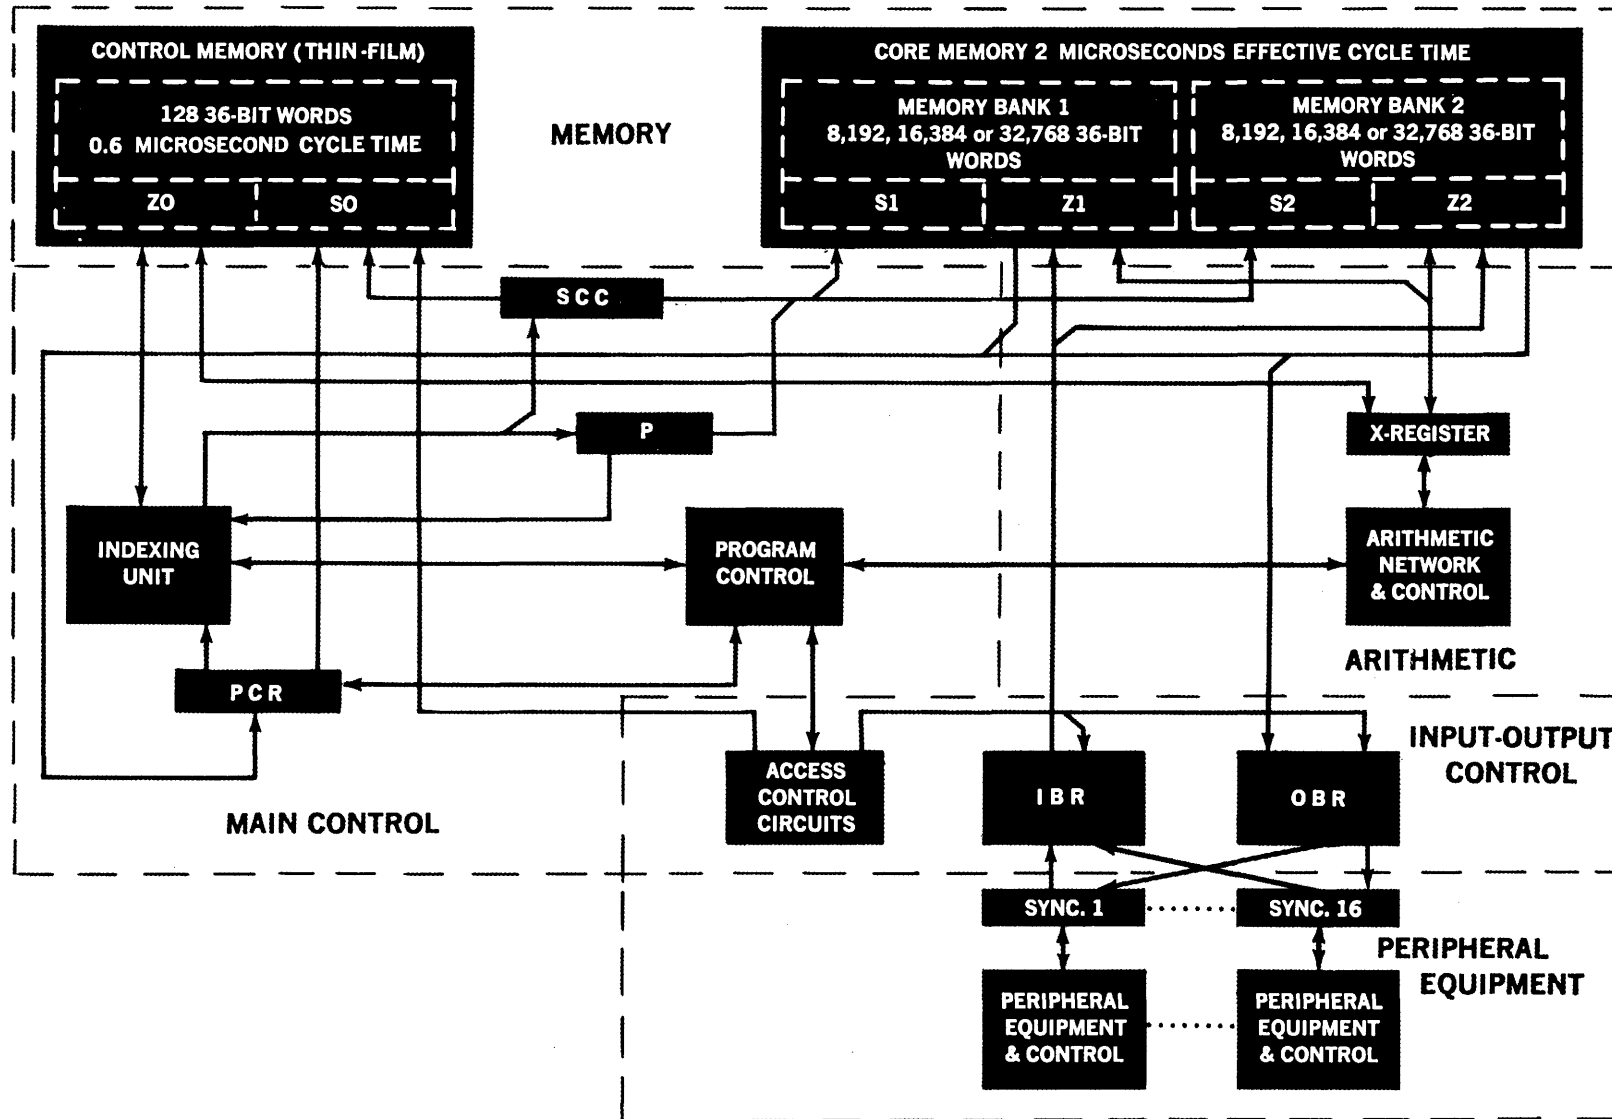 CONTROL MEMORY (THIN-FILM)
128 36-BIT WORDS
0.6 MICROSECOND CYCLE TIME
ZO
SO
MEMORY
CORE MEMORY 2 MICROSECONDS EFFECTIVE CYCLE TIME
MEMORY BANK 1
8,192, 16,384 or 32,768 36-BIT
WORDS
S1
Z1
MEMORY BANK 2
8,192, 16,384 or 32,768 36-BIT
WORDS
S2
Z2
SCC
P
X-REGISTER
INDEXING
UNIT
PROGRAM
CONTROL
ARITHMETIC
NETWORK
& CONTROL
ARITHMETIC
PCR
ACCESS
CONTROL
CIRCUITS
IBR
OBR
INPUT-OUTPUT
CONTROL
MAIN CONTROL
SYNC. 1
SYNC. 16
PERIPHERAL
EQUIPMENT
PERIPHERAL
EQUIPMENT
& CONTROL
PERIPHERAL
EQUIPMENT
& CONTROL